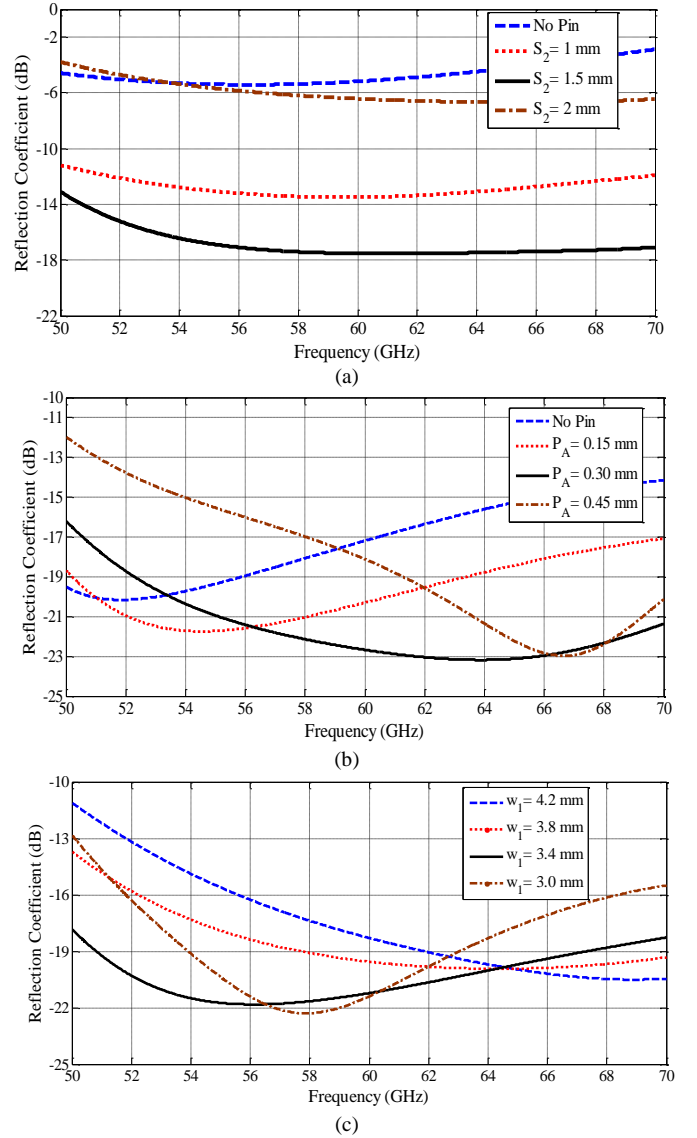 0
-2
-6
-10
-14
-18
-22
50 52 54 56 58 60 62 64 66 68 70
Reflection Coefficient (dB)
Frequency (GHz)
No Pin
S2= 1 mm
S2= 1.5 mm
S2= 2 mm
(a)
-10
-11
-13
-15
-17
-19
-21
-23
-25
50 52 54 56 58 60 62 64 66 68 70
Reflection Coefficient (dB)
Frequency (GHz)
No Pin
PA= 0.15 mm
PA= 0.30 mm
PA= 0.45 mm
(b)
-10
-13
-16
-19
-22
-25
50 52 54 56 58 60 62 64 66 68 70
Reflection Coefficient (dB)
Frequency (GHz)
w1= 4.2 mm
w1= 3.8 mm
w1= 3.4 mm
w1= 3.0 mm
(c)